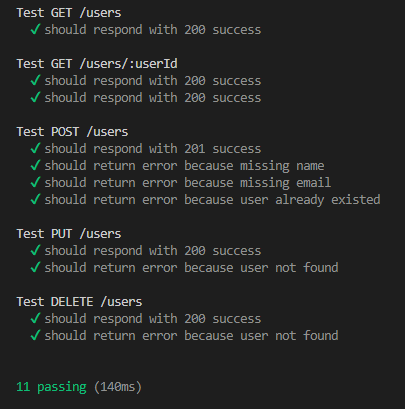 Test GET /users
✓ should respond with 200 success
Test GET /users/:userId
✓ should respond with 200 success
✓ should respond with 200 success
Test POST /users
✓ should respond with 201 success
✓ should return error because missing name
✓ should return error because missing email
✓ should return error because user already existed
Test PUT /users
✓ should respond with 200 success
✓ should return error because user not found
Test DELETE /users
✓ should respond with 200 success
✓ should return error because user not found
11 passing (140ms)